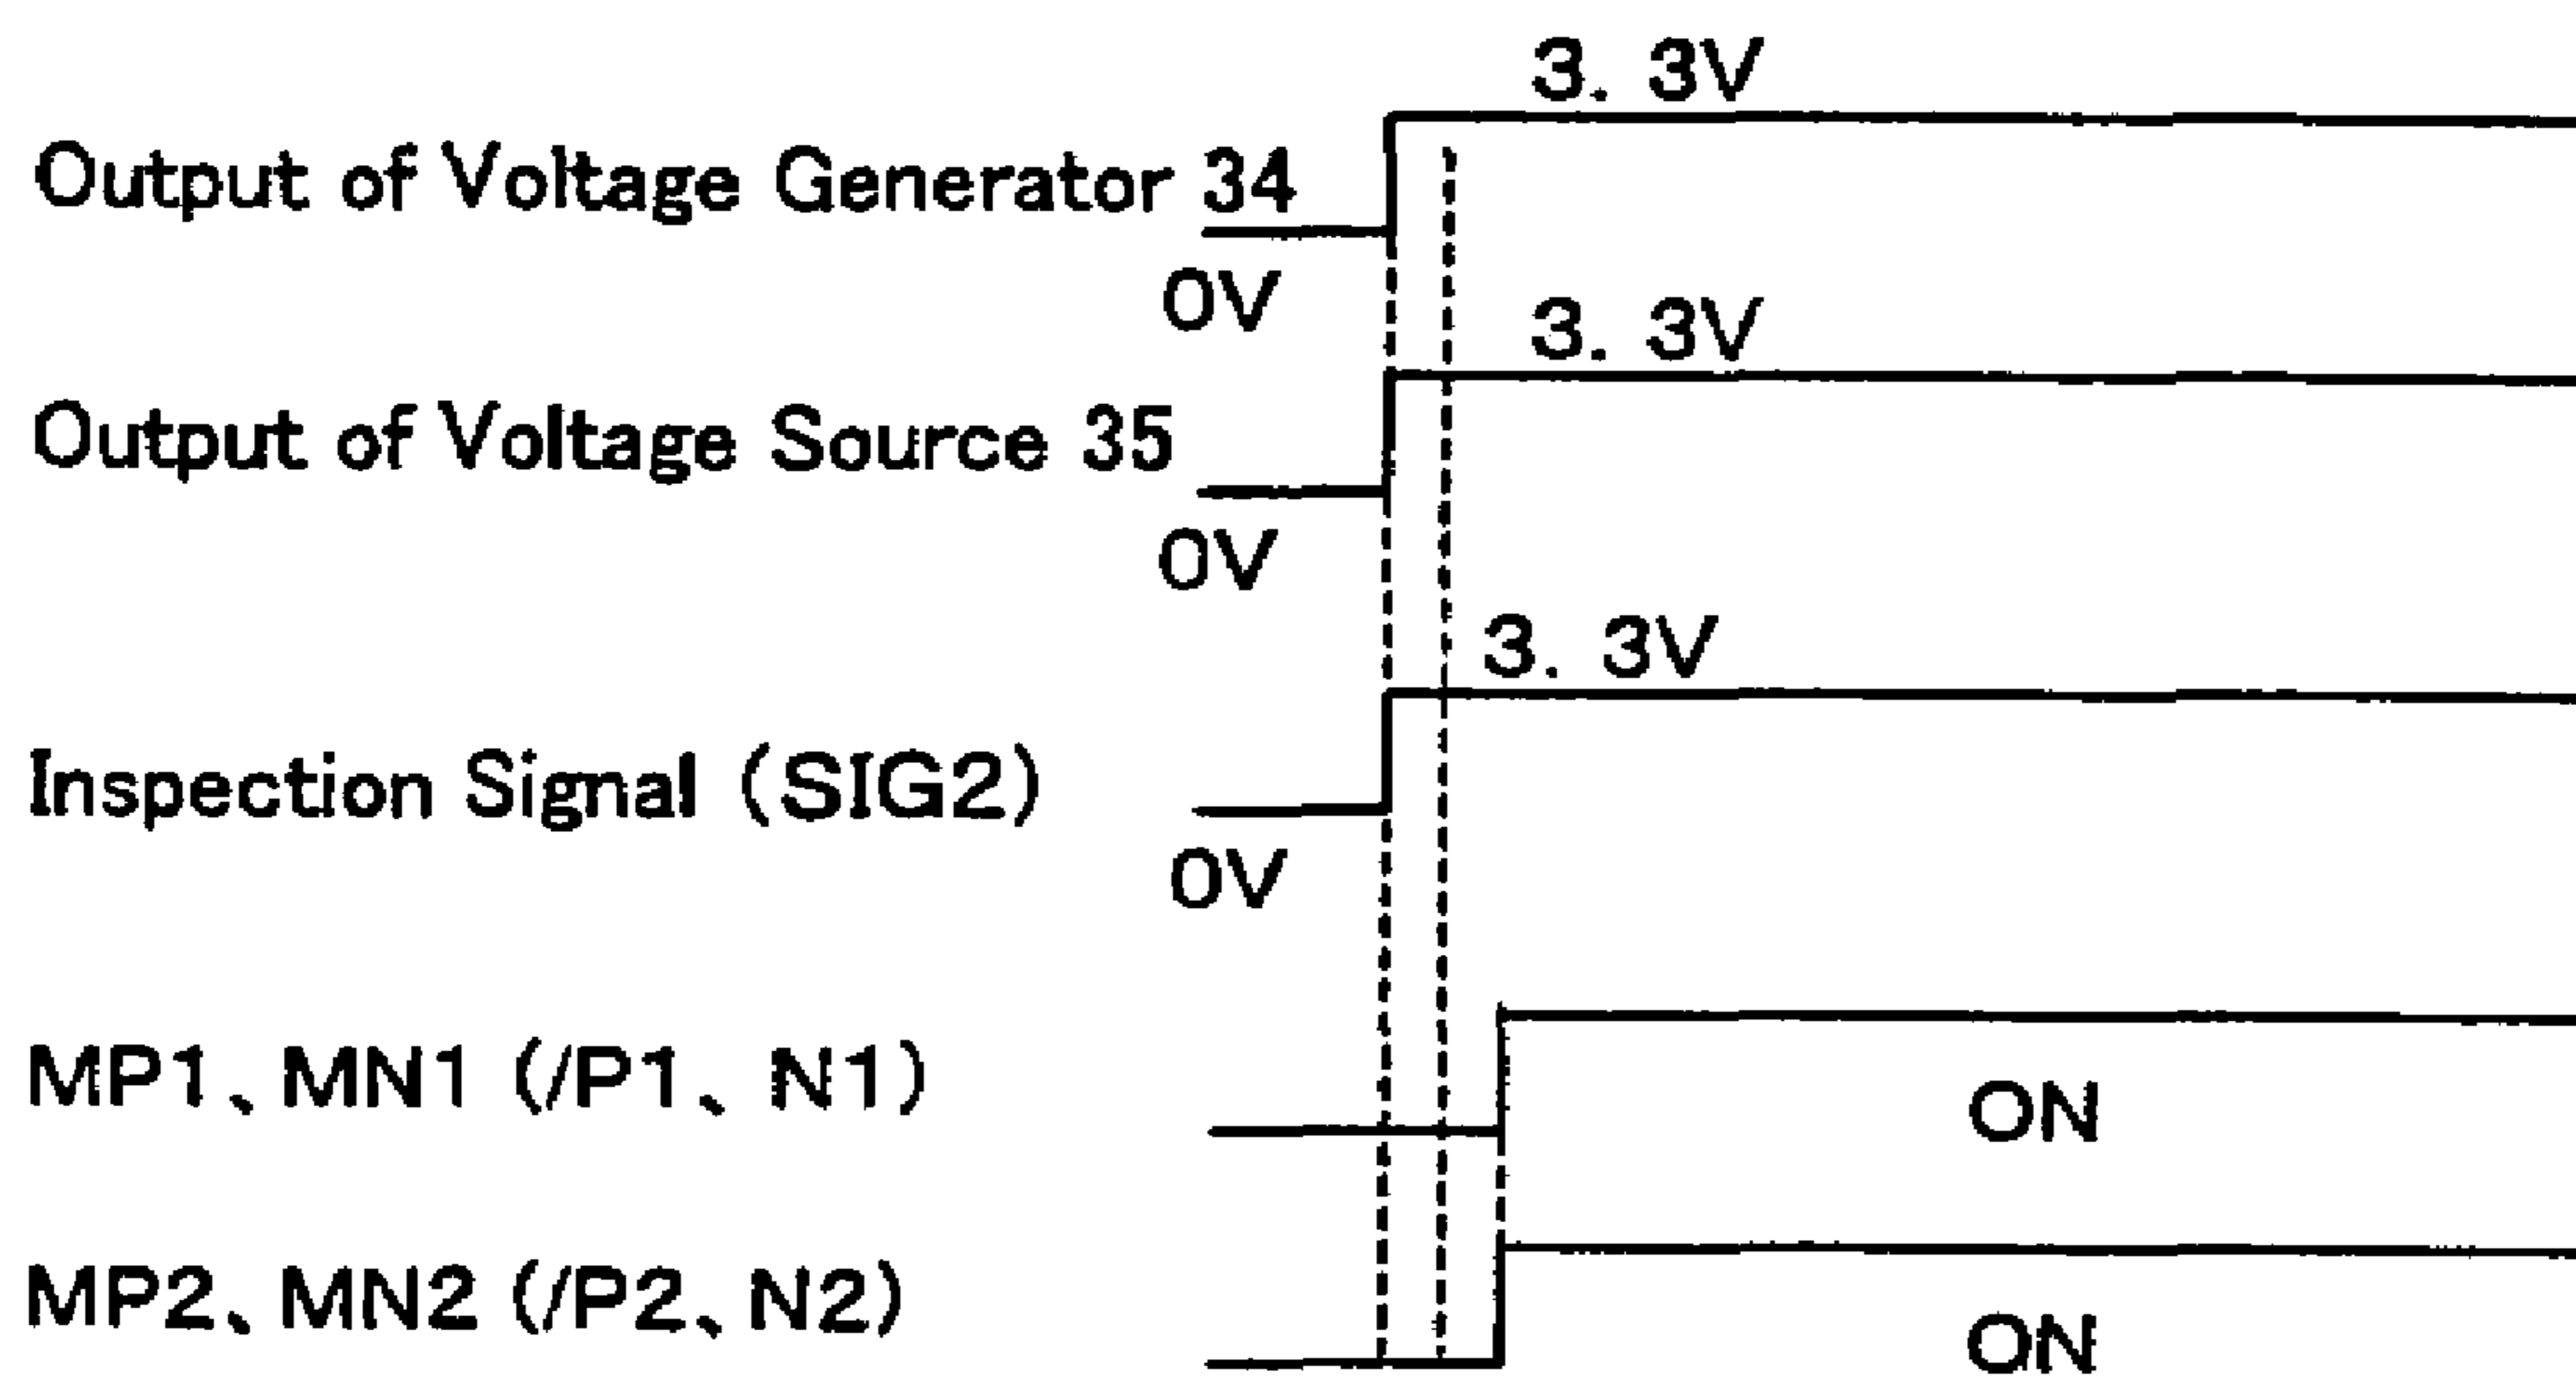 3. 3V
Output of Voltage Generator 34
0V
3. 3V
Output of Voltage Source 35
0V
3. 3V
Inspection Signal (SIG2)
0V
MP1、MN1 (/P1、N1)
ON
MP2、MN2 (/P2、N2)
ON